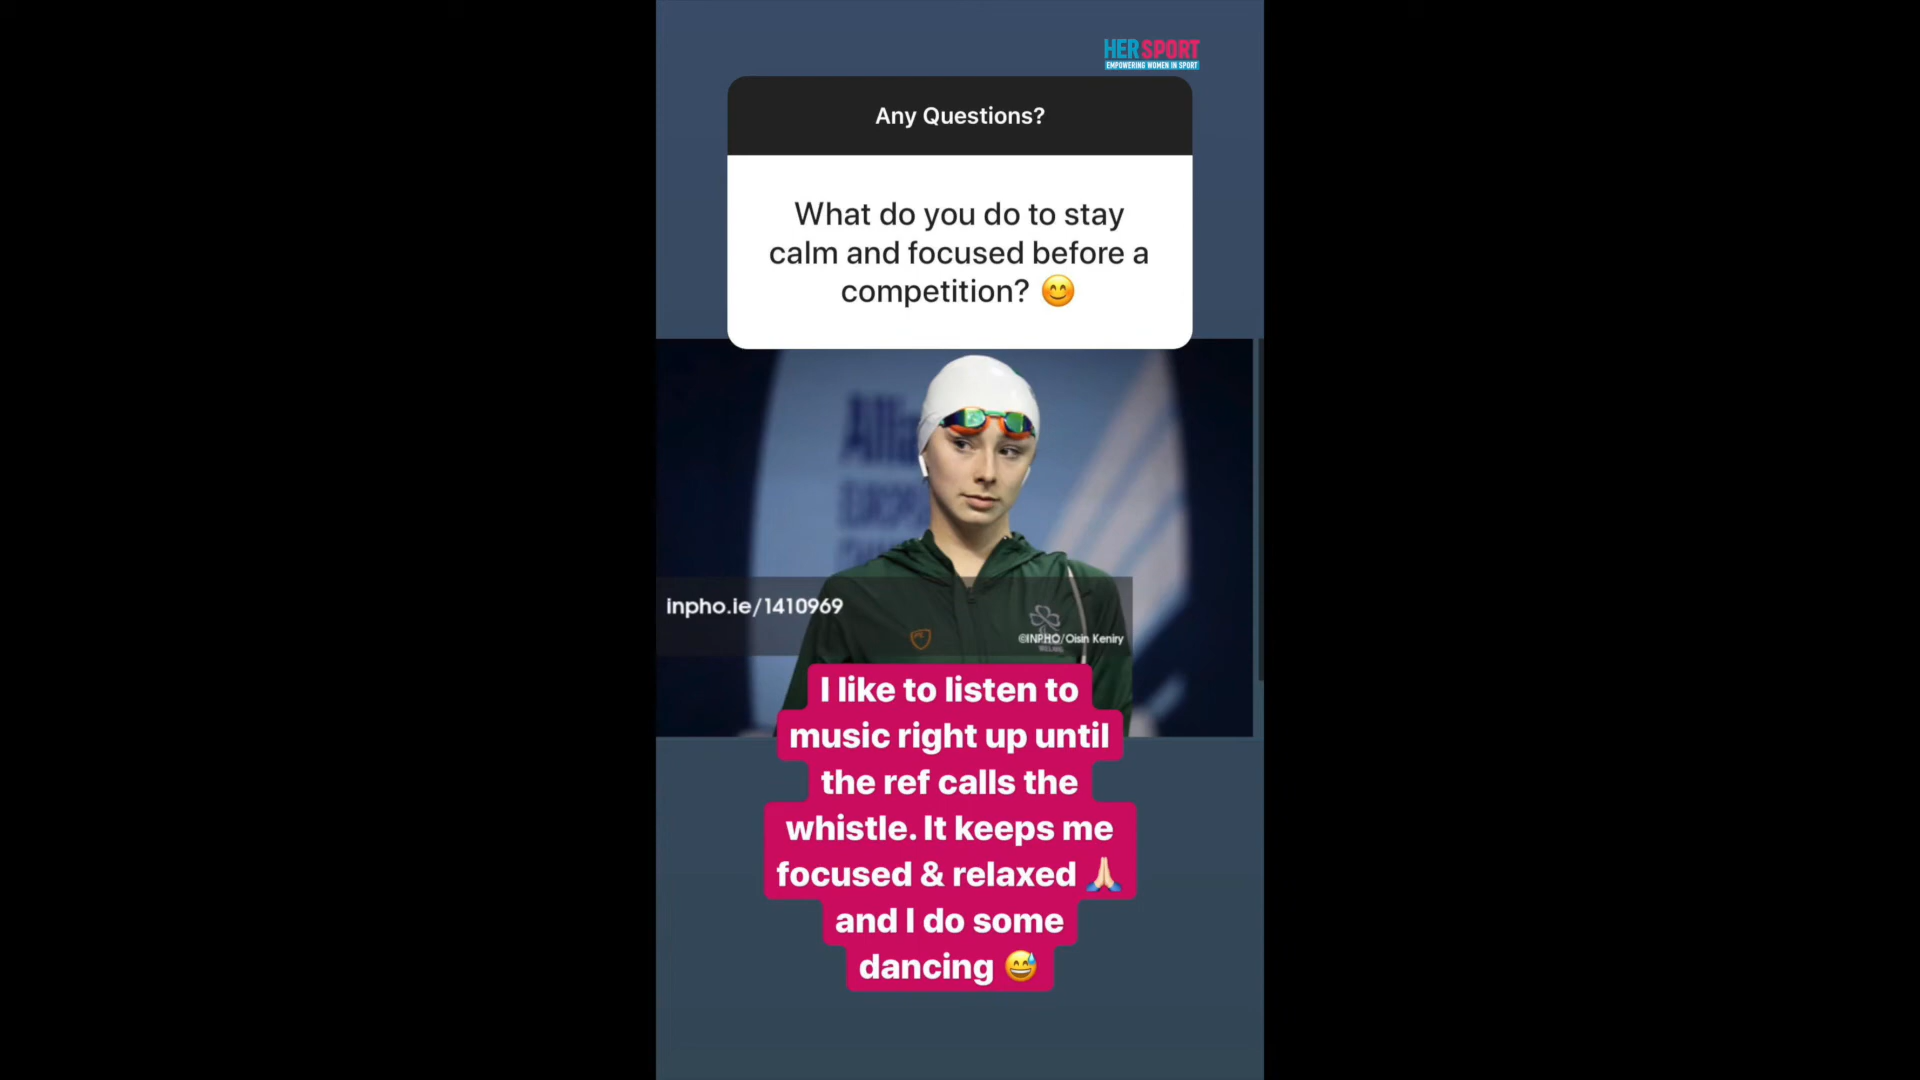 HER SPORT
EMPOWERING WOMEN IN SPORT
Any Questions?
What do you do to stay
calm and focused before a
competition? 😊
inpho.ie/1410969
©INPHO/Oisin Keniry
I like to listen to
music right up until
the ref calls the
whistle. It keeps me
focused & relaxed 🙏🏻
and I do some
dancing 😅